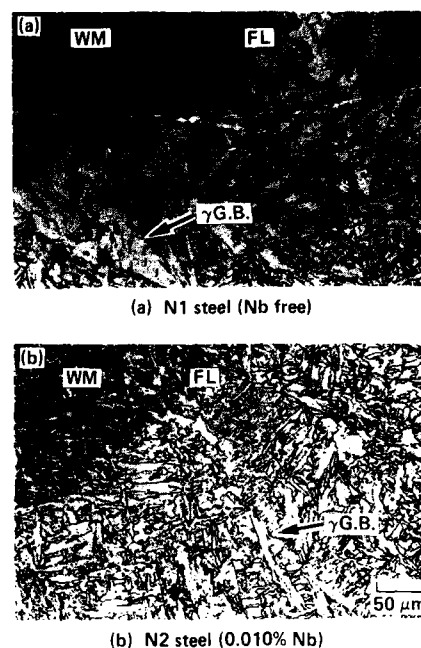 (a)
WM FL
γG.B.
(a) N1 steel (Nb free)
(b)
WM FL
γG.B.
50 μm
(b) N2 steel (0.010% Nb)